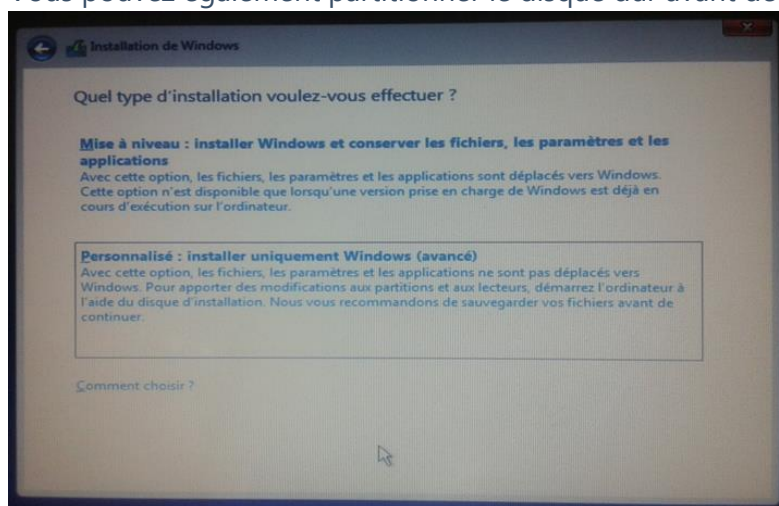 Vous pouvez également partitionner le disque dur avant de
Installation de Windows
Quel type d'installation voulez-vous effectuer ?
Mise à niveau : installer Windows et conserver les fichiers, les paramètres et les
applications
Avec cette option, les fichiers, les paramètres et les applications sont déplacés vers Windows.
Cette option n'est disponible que lorsqu'une version prise en charge de Windows est déjà en
cours d'exécution sur l'ordinateur.
Personnalisé : installer uniquement Windows (avancé)
Avec cette option, les fichiers, les paramètres et les applications ne sont pas déplacés vers
Windows. Pour apporter des modifications aux partitions et aux lecteurs, démarrez l'ordinateur à
l'aide du disque d'installation. Nous vous recommandons de sauvegarder vos fichiers avant de
continuer.
Comment choisir ?